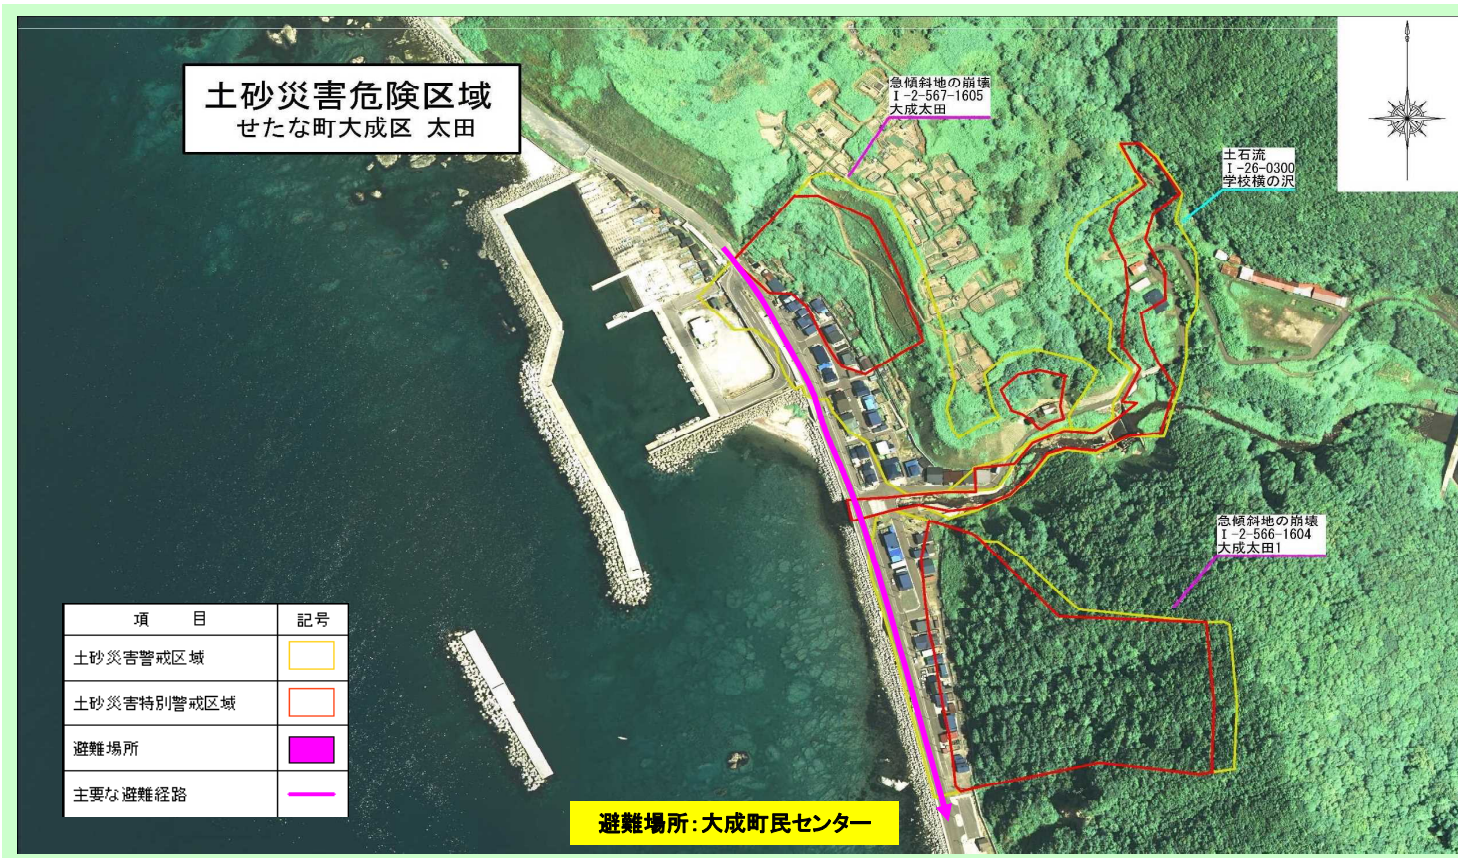 土砂災害危険区域
せたな町大成区 太田
急傾斜地の崩壊
Ⅰ-2-567-1605
大成太田
土石流
Ⅰ-26-0300
学校横の沢
急傾斜地の崩壊
Ⅰ-2-566-1604
大成太田1
項 目 記号
土砂災害警戒区域
土砂災害特別警戒区域
避難場所
主要な避難経路
避難場所：大成町民センター